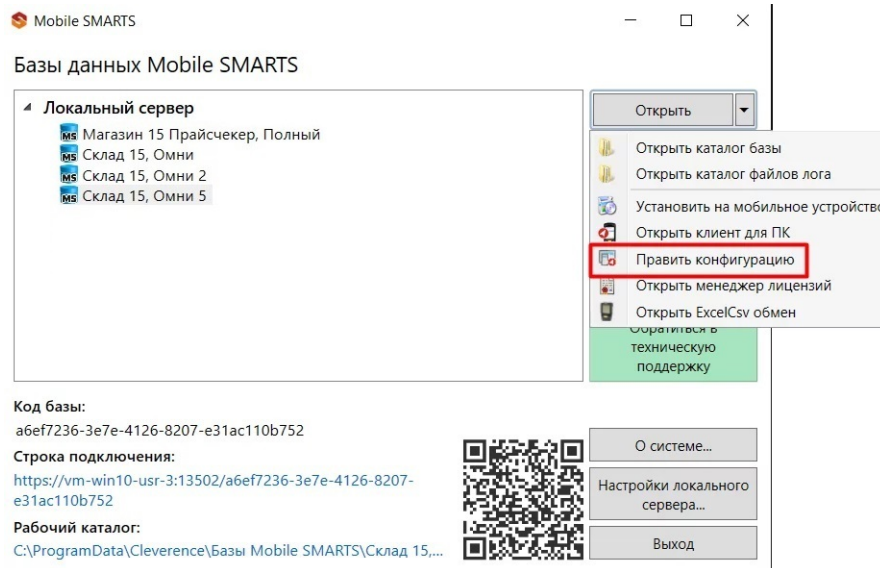 Mobile SMARTS
Базы данных Mobile SMARTS
Локальный сервер
Магазин 15 Прайсчекер, Полный
Склад 15, Омни
Склад 15, Омни 2
Склад 15, Омни 5
Открыть
Открыть каталог базы
Открыть каталог файлов лога
Установить на мобильное устройство
Открыть клиент для ПК
Править конфигурацию
Открыть менеджер лицензий
Открыть ExcelCsv обмен
Обратиться в
техническую
поддержку
Код базы:
a6ef7236-3e7e-4126-8207-e31ac110b752
Строка подключения:
https://vm-win10-usr-3:13502/a6ef7236-3e7e-4126-8207-
e31ac110b752
Рабочий каталог:
C:\ProgramData\Cleverence\Базы Mobile SMARTS\Склад 15,...
О системе...
Настройки локального
сервера...
Выход